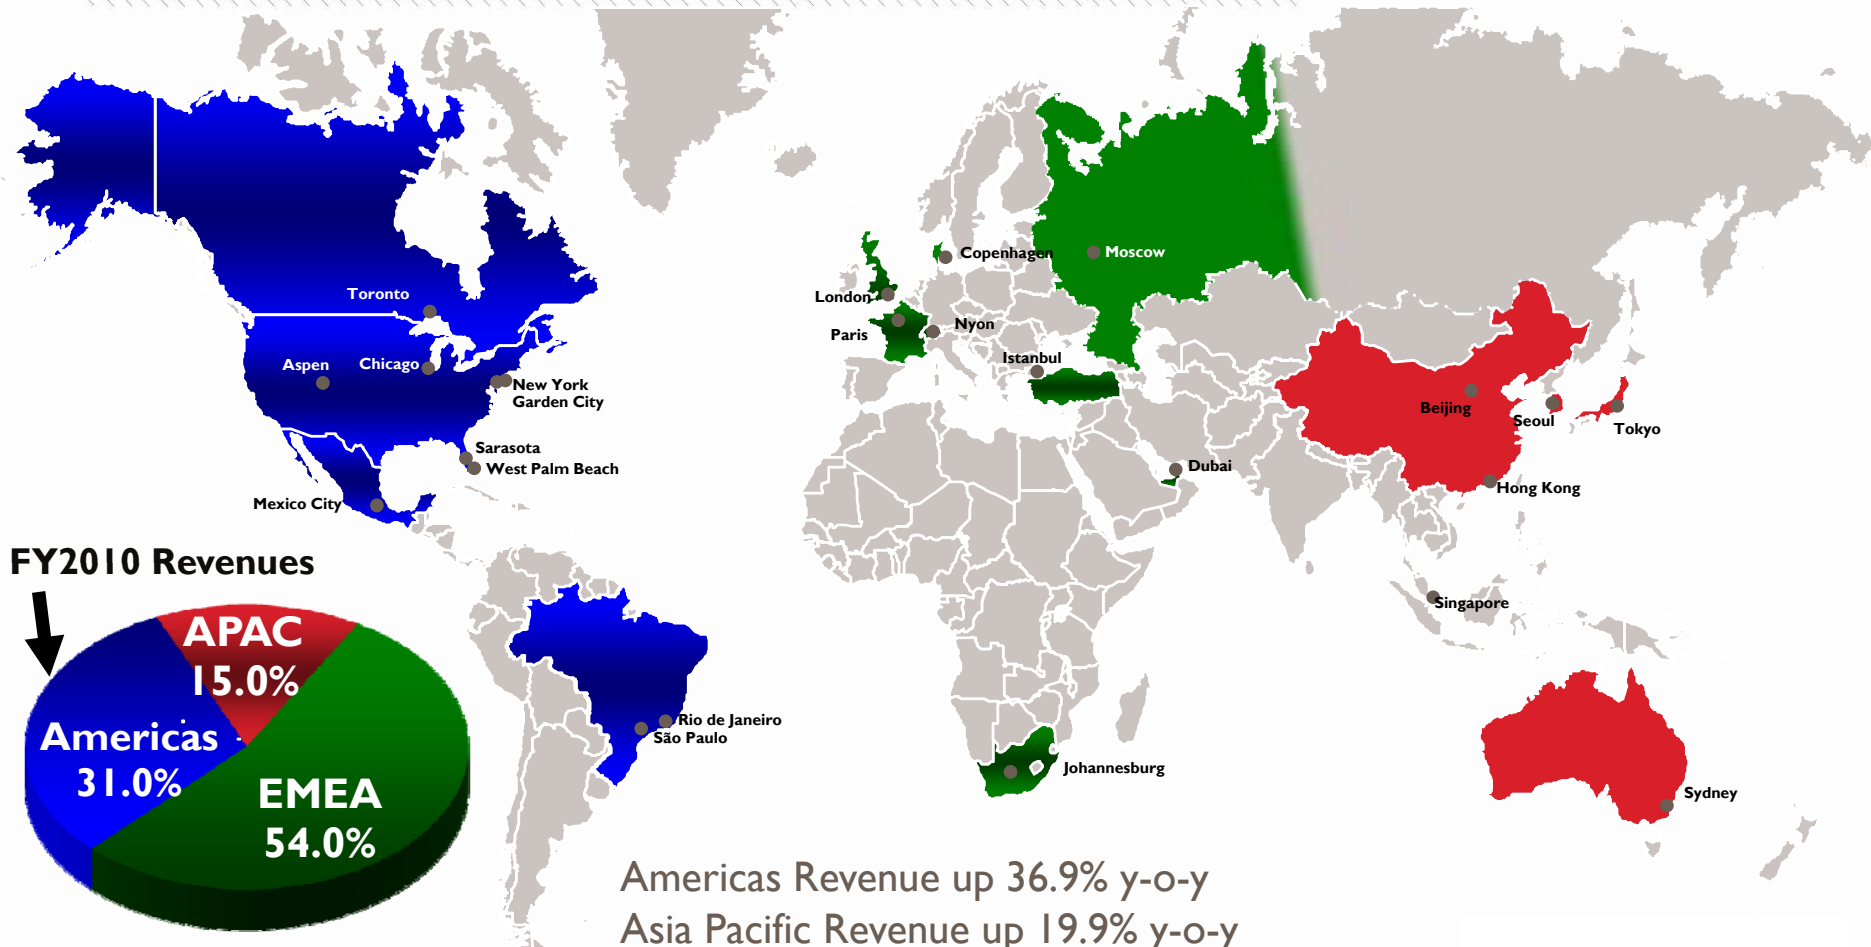 Copenhagen
Moscow
Toronto
London
Paris
Nyon
Istanbul
Aspen
Chicago
New York
Garden City
Beijing
Seoul
Tokyo
Sarasota
West Palm Beach
Dubai
Hong Kong
Mexico City
FY2010 Revenues
APAC
15.0%
Americas
31.0%
EMEA
54.0%
Singapore
Rio de Janeiro
São Paulo
Johannesburg
Sydney
Americas Revenue up 36.9% y-o-y
Asia Pacific Revenue up 19.9% y-o-y